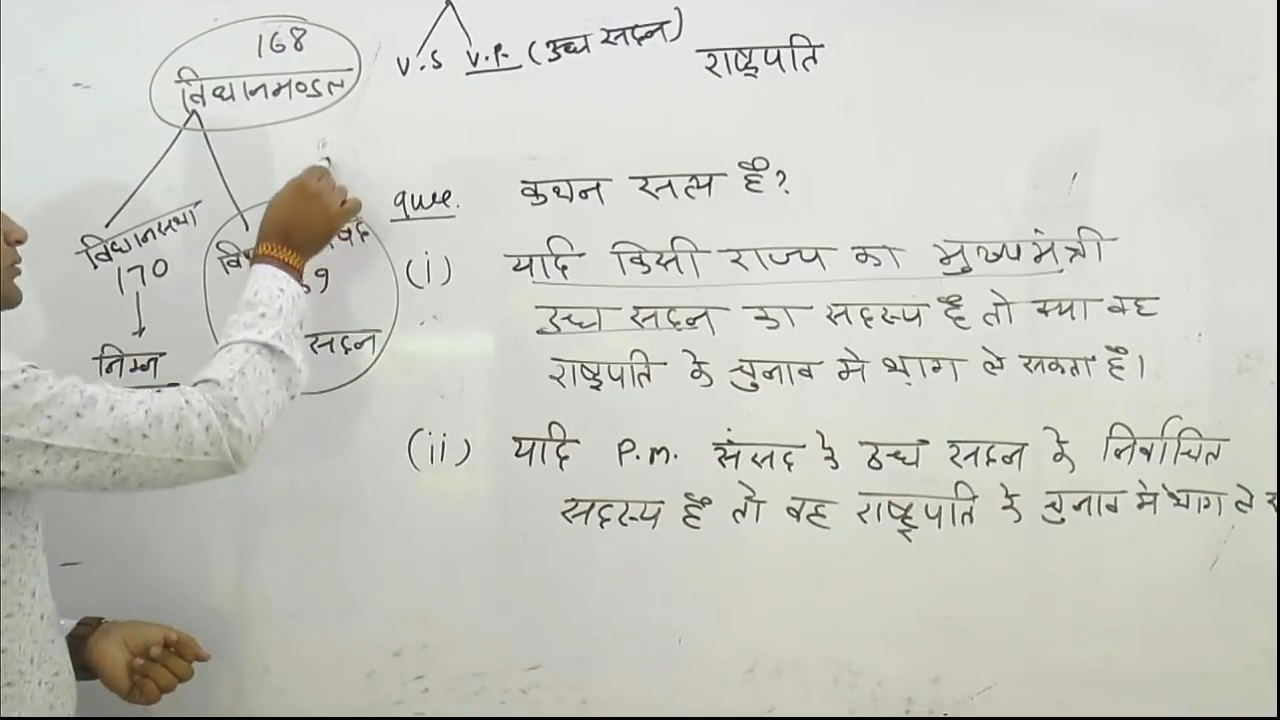 168
विधानमण्डल
V.S V.P. (उच्च सदन)
राष्ट्रपति
विधानसभा
170
निम्न
सदन
que. कथन सत्य है?
(i) यदि किसी राज्य का मुख्यमंत्री
उच्च सदन का सदस्य है तो क्या वह
राष्ट्रपति के चुनाव मे भाग ले सकता है।
(ii) यदि P.m. संसद के उच्च सदन के निर्वाचित
सदस्य है तो वह राष्ट्रपति के चुनाव मे भाग ले